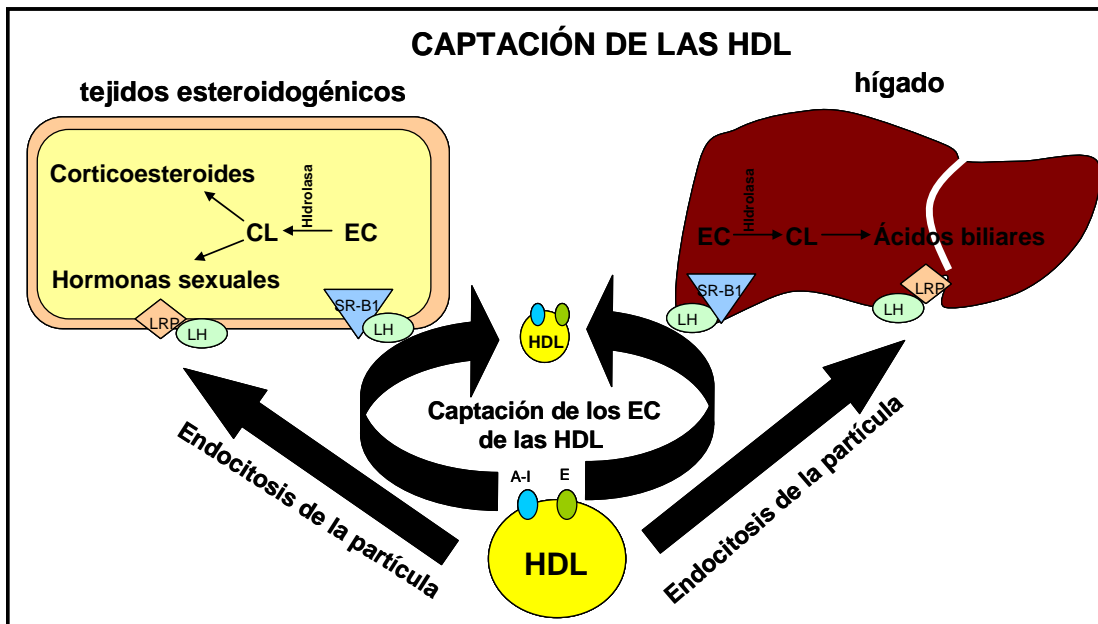 CAPTACIÓN DE LAS HDL
tejidos esteroidogénicos
hígado
Corticoesteroides
Hidrolasa
CL
EC
Hormonas sexuales
LRP
LH
SR-B1
LH
EC
Hidrolasa
CL
Ácidos biliares
SR-B1
LH
LRP
LH
HDL
Captación de los EC
de las HDL
Endocitosis de la partícula
Endocitosis de la partícula
A-I
E
HDL